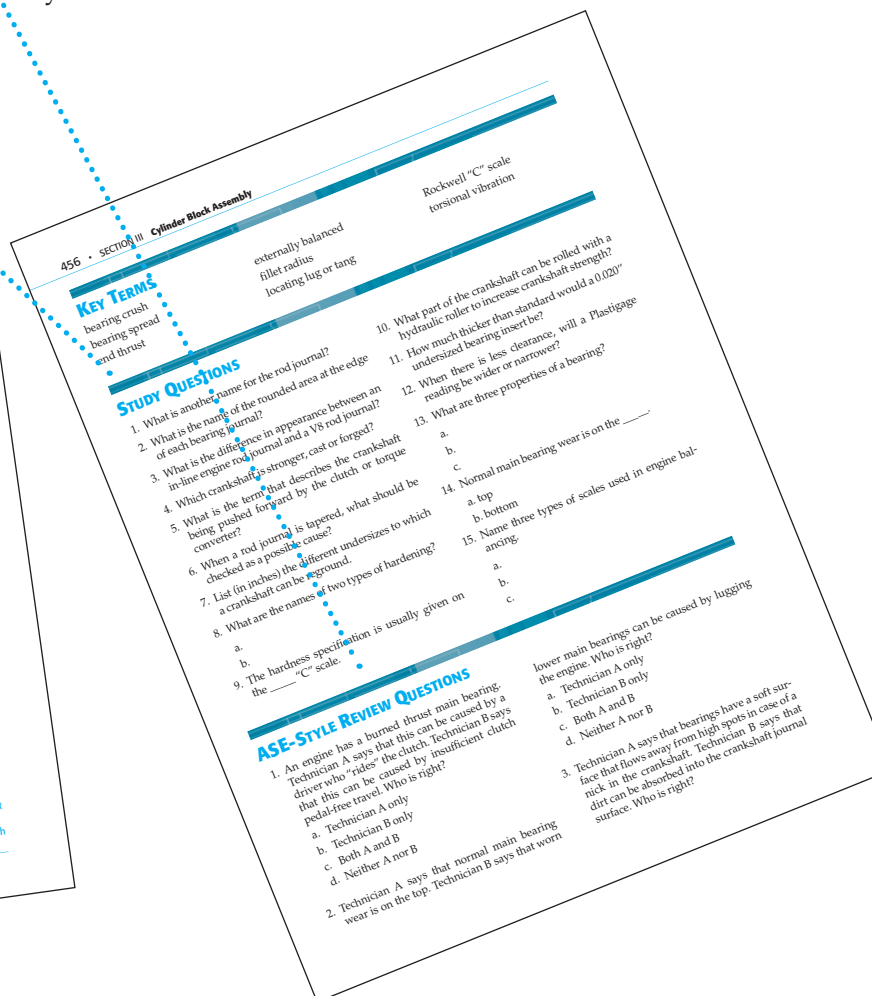 456 • SECTION III Cylinder Block Assembly
KEY TERMS
bearing crush
bearing spread
end thrust
externally balanced
fillet radius
locating lug or tang
Rockwell “C” scale
torsional vibration
STUDY QUESTIONS
1. What is another name for the rod journal?
2. What is the name of the rounded area at the edge
of each bearing journal?
3. What is the difference in appearance between an
in-line engine rod journal and a V8 rod journal?
4. Which crankshaft is stronger, cast or forged?
5. What is the term that describes the crankshaft
being pushed forward by the clutch or torque
converter?
6. When a rod journal is tapered, what should be
checked as a possible cause?
7. List (in inches) the different undersizes to which
a crankshaft can be reground.
8. What are the names of two types of hardening?
a.
b.
9. The hardness specification is usually given on
the _____ “C” scale.
10. What part of the crankshaft can be rolled with a
hydraulic roller to increase crankshaft strength?
11. How much thicker than standard would a 0.020″
undersized bearing insert be?
12. When there is less clearance, will a Plastigage
reading be wider or narrower?
13. What are three properties of a bearing?
a.
b.
c.
14. Normal main bearing wear is on the _____.
a. top
b. bottom
15. Name three types of scales used in engine bal-
ancing.
a.
b.
c.
ASE-STYLE REVIEW QUESTIONS
1. An engine has a burned thrust main bearing.
Technician A says that this can be caused by a
driver who “rides” the clutch. Technician B says
that this can be caused by insufficient clutch
pedal-free travel. Who is right?
a. Technician A only
b. Technician B only
c. Both A and B
d. Neither A nor B
2. Technician A says that normal main bearing
wear is on the top. Technician B says that worn
lower main bearings can be caused by lugging
the engine. Who is right?
a. Technician A only
b. Technician B only
c. Both A and B
d. Neither A nor B
3. Technician A says that bearings have a soft sur-
face that flows away from high spots in case of a
nick in the crankshaft. Technician B says that
dirt can be absorbed into the crankshaft journal
surface. Who is right?